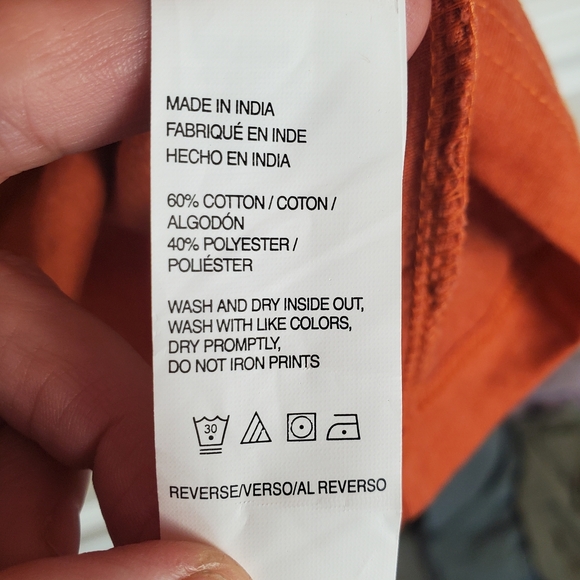 MADE IN INDIA
FABRIQUÉ EN INDE
HECHO EN INDIA
60% COTTON / COTON /
ALGODÓN
40% POLYESTER /
POLIÉSTER
WASH AND DRY INSIDE OUT,
WASH WITH LIKE COLORS,
DRY PROMPTLY,
DO NOT IRON PRINTS
30
REVERSE/VERSO/AL REVERSO